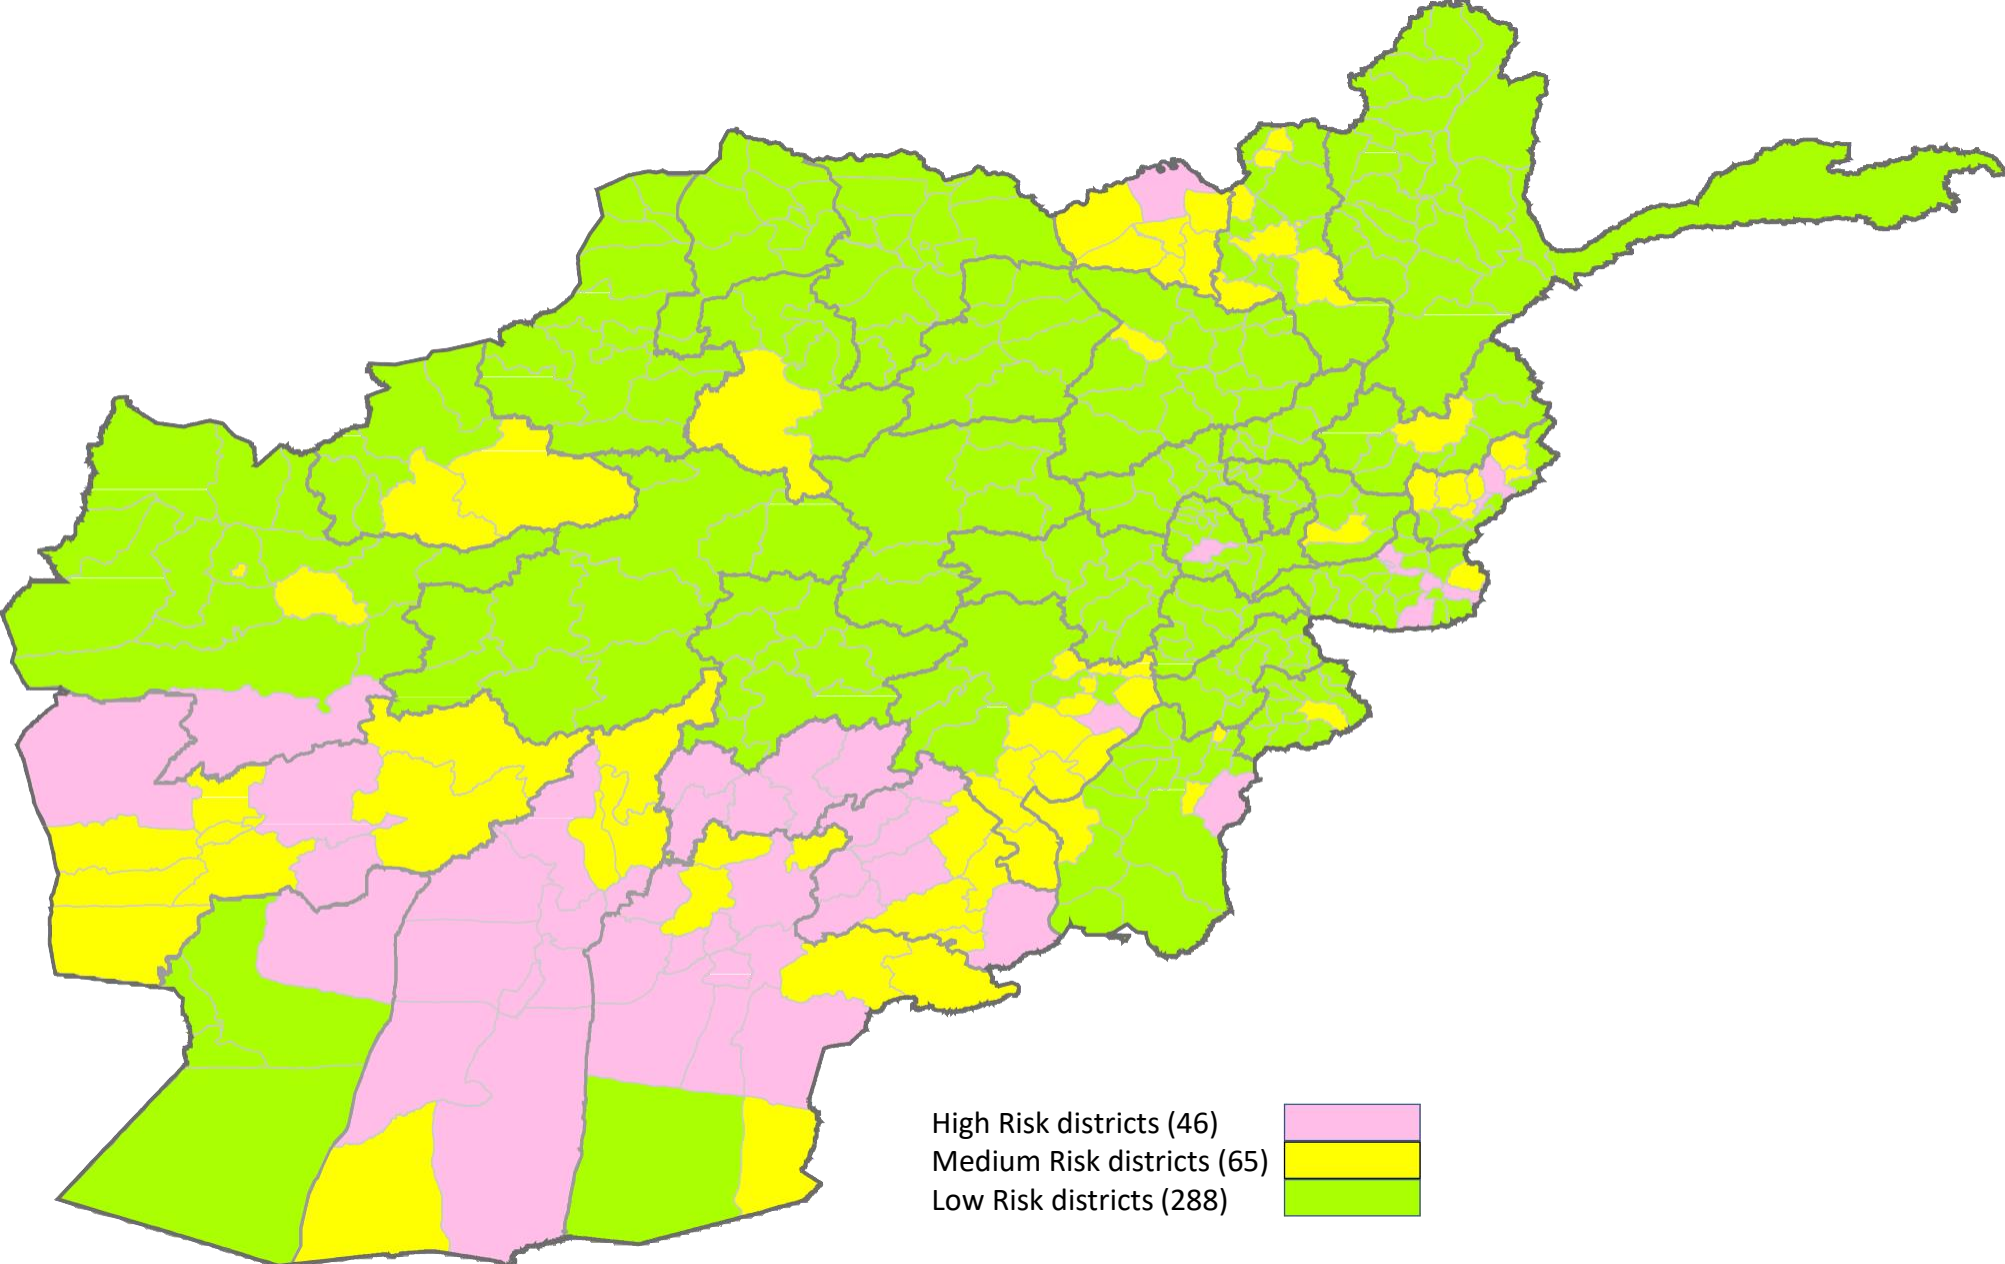 High Risk districts (46)
Medium Risk districts (65)
Low Risk districts (288)